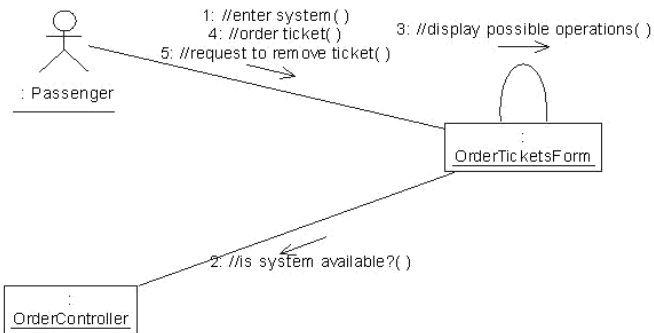 1: //enter system( )
4: //order ticket( )
5: //request to remove ticket( )
3: //display possible operations( )
: Passenger
:
OrderTicketsForm
2: //is system available?( )
:
OrderController